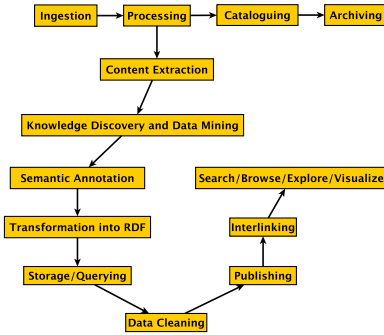 Ingestion
Processing
Cataloguing
Archiving
Content Extraction
Knowledge Discovery and Data Mining
Semantic Annotation
Search/Browse/Explore/Visualize
Transformation into RDF
Interlinking
Storage/Querying
Publishing
Data Cleaning